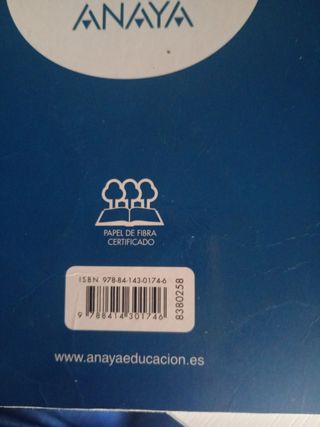 ANAYA
PAPEL DE FIBRA
CERTIFICADO
ISBN 978-84-143-0174-6
9 788414 301746
8380258
www.anayaeducacion.es